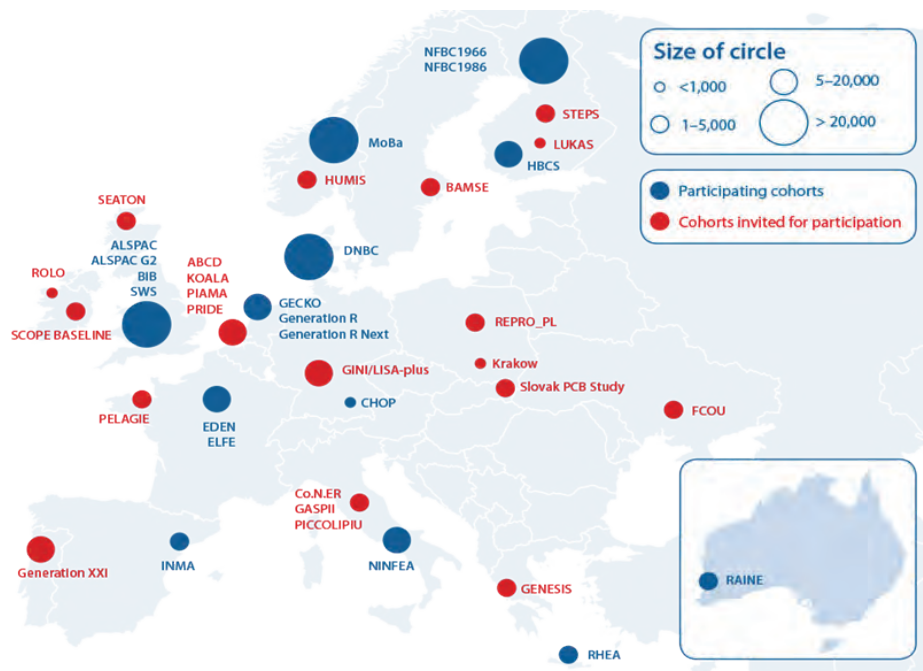 NFBC1966
NFBC1986
Size of circle
<1,000
5–20,000
1–5,000
> 20,000
STEPS
MoBa
LUKAS
HBCS
HUMIS
BAMSE
Participating cohorts
Cohorts invited for participation
SEATON
ALSPAC
ALSPAC G2
BIB
SWS
DNBC
ABCD
KOALA
PIAMA
PRIDE
ROLO
SCOPE BASELINE
GECKO
Generation R
Generation R Next
REPRO_PL
Krakow
GINI/LISA-plus
Slovak PCB Study
CHOP
PELAGIE
EDEN
ELFE
FCOU
Co.N.ER
GASPII
PICCOLIPIU
Generation XXI
INMA
NINFEA
GENESIS
RAINE
RHEA